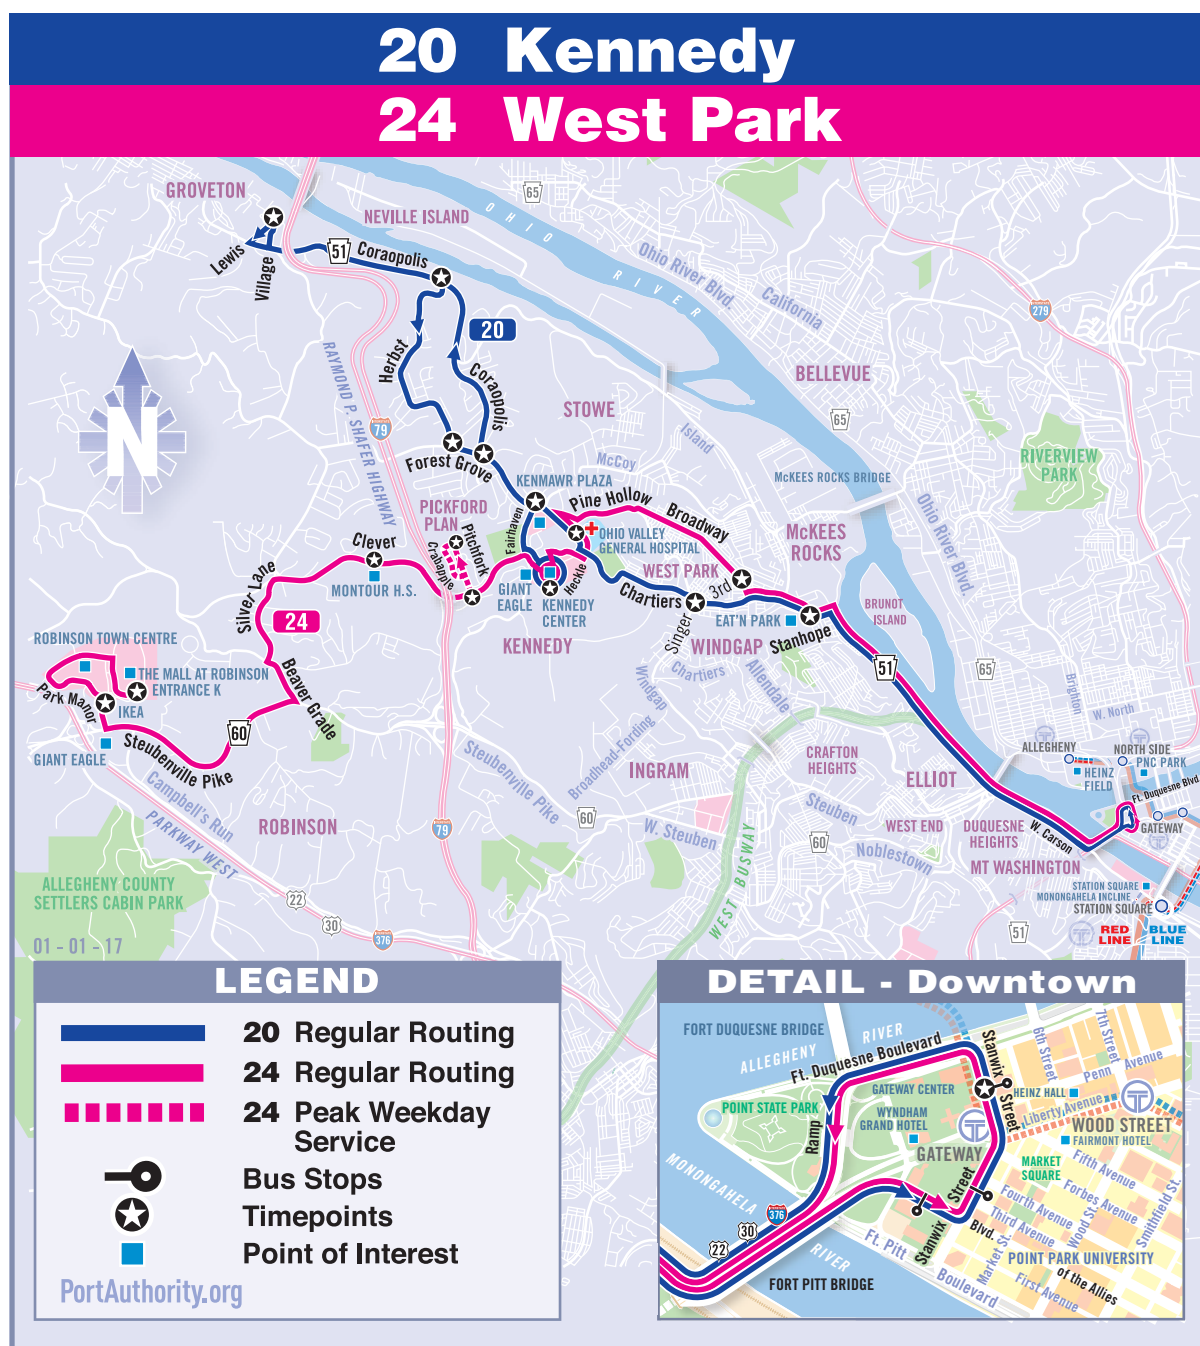 20 Kennedy
24 West Park
GROVETON
65
NEVILLE ISLAND
OHIO
RIVER
Ohio River Blvd.
California
279
Lewis
Village
51
Coraopolis
20
Herbst
Coraopolis
RAYMOND P. SHAFER HIGHWAY
79
N
BELLEVUE
65
STOWE
Island
RIVERVIEW
PARK
Forest Grove
McCoy
McKEES ROCKS BRIDGE
Ohio River Blvd.
KENMAWR PLAZA
Pine Hollow
Broadway
PICKFORD
PLAN
Pitchfork
Crabapple
Fairhaven
OHIO VALLEY
GENERAL HOSPITAL
McKEES
ROCKS
Clever
MONTOUR H.S.
WEST PARK
3rd
Heckle
GIANT
EAGLE
KENNEDY
CENTER
Chartiers
Singer
EAT'N PARK
Stanhope
BRUNOT
ISLAND
Silver Lane
24
KENNEDY
WINDGAP
51
65
ROBINSON TOWN CENTRE
THE MALL AT ROBINSON
ENTRANCE K
Park Manor
IKEA
Beaver Grade
60
GIANT EAGLE
Steubenville Pike
Chartiers
Windgap
Allendale
Broadhead-Fording
Brighton
W. North
ALLEGHENY
NORTH SIDE
PNC PARK
HEINZ
FIELD
Ft. Duquesne Blvd
GATEWAY
Campbell's Run
PARKWAY WEST
Steubenville Pike
INGRAM
CRAFTON
HEIGHTS
ELLIOT
Steuben
60
W. Steuben
60
Noblestown
WEST END
DUQUESNE
HEIGHTS
W. Carson
MT WASHINGTON
ROBINSON
79
WEST BUSWAY
ALLEGHENY COUNTY
SETTLERS CABIN PARK
22
30
376
STATION SQUARE
MONONGAHELA INCLINE
STATION SQUARE
51
T
RED
LINE
BLUE
LINE
01 - 01 - 17
LEGEND
20 Regular Routing
24 Regular Routing
24 Peak Weekday
Service
Bus Stops
Timepoints
Point of Interest
PortAuthority.org
DETAIL - Downtown
FORT DUQUESNE BRIDGE
ALLEGHENY
RIVER
Ft. Duquesne Boulevard
Stanwix
Street
6th Street
7th Street
Penn Avenue
GATEWAY CENTER
HEINZ HALL
POINT STATE PARK
WYNDHAM
GRAND HOTEL
Liberty Avenue
T
WOOD STREET
FAIRMONT HOTEL
Ramp
T
GATEWAY
MARKET
SQUARE
Fifth Avenue
Forbes Avenue
Fourth Avenue
Third Avenue
Wood St.
Smithfield St.
Market St.
MONONGAHELA
RIVER
376
30
22
Stanwix
Street
Blvd.
of the Allies
POINT PARK UNIVERSITY
First Avenue
Ft. Pitt
Boulevard
FORT PITT BRIDGE